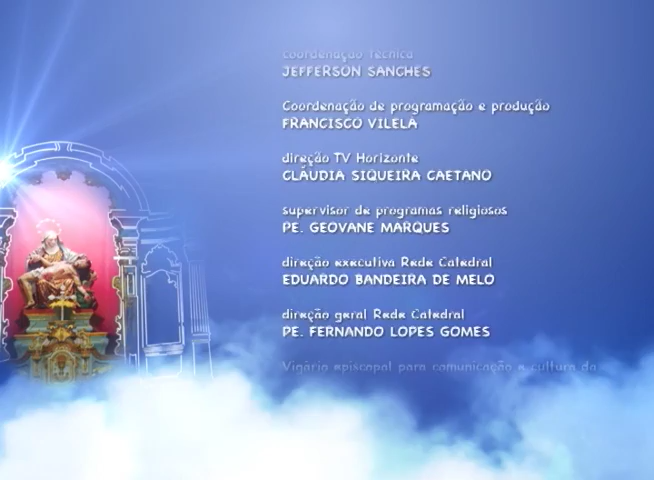 coordenação técnica
JEFFERSON SANCHES
Coordenação de programação e produção
FRANCISCO VILELA
direção TV Horizonte
CLÁUDIA SIQUEIRA CAETANO
supervisor de programas religiosos
PE. GEOVANE MARQUES
direção executiva Rede Catedral
EDUARDO BANDEIRA DE MELO
direção geral Rede Catedral
PE. FERNANDO LOPES GOMES
Vigário episcopal para comunicação e cultura da